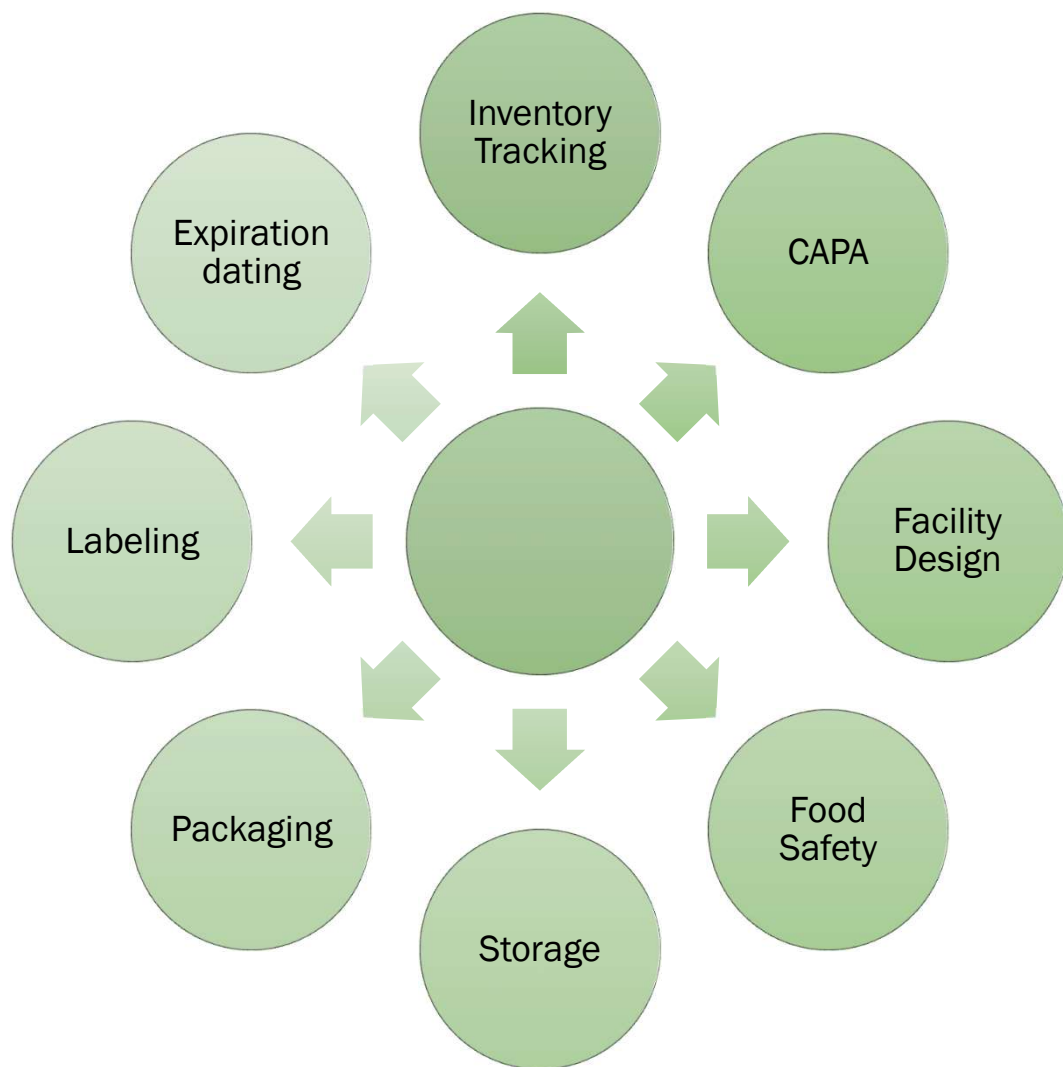 Inventory
Tracking
CAPA
Facility
Design
Food
Safety
Storage
Packaging
Labeling
Expiration
dating